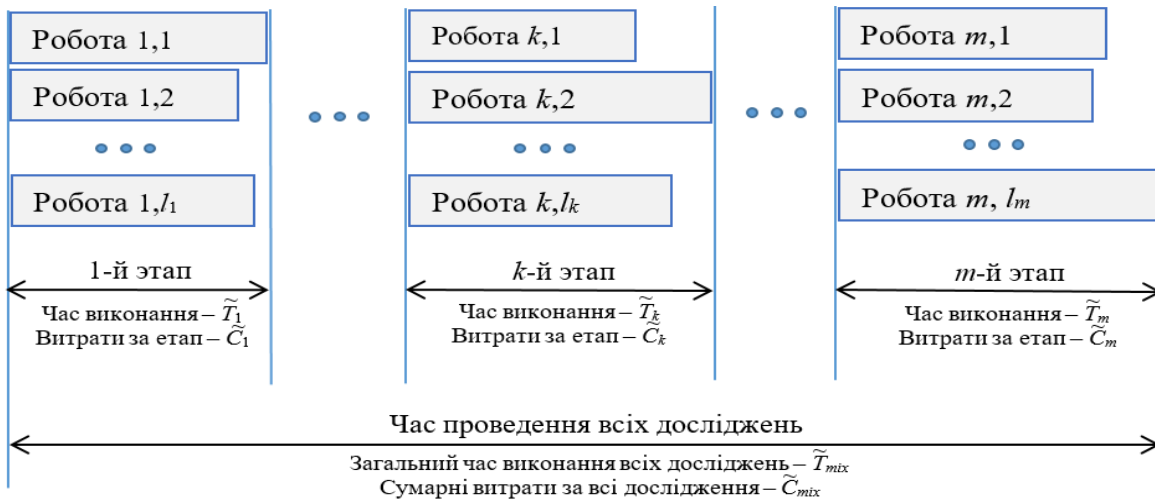 Робота 1,1
Робота 1,2
Робота 1,l₁
1-й этап
Час виконання – T̃₁
Витрати за етап – C̃₁
Робота k,1
Робота k,2
Робота k,lₖ
k-й этап
Час виконання – T̃ₖ
Витрати за етап – C̃ₖ
Робота m,1
Робота m,2
Робота m, lₘ
m-й этап
Час виконання – T̃ₘ
Витрати за етап – C̃ₘ
Час проведення всіх досліджень
Загальний час виконання всіх досліджень – T̃mix
Сумарні витрати за всі дослідження – C̃mix